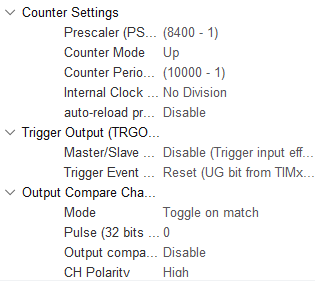 Counter Settings
Prescaler (PS... (8400 - 1)
Counter Mode Up
Counter Perio... (10000 - 1)
Internal Clock ... No Division
auto-reload pr... Disable
Trigger Output (TRGO...
Master/Slave ... Disable (Trigger input eff...
Trigger Event ... Reset (UG bit from TIMx...
Output Compare Cha...
Mode Toggle on match
Pulse (32 bits ... 0
Output compa... Disable
CH Polarity High